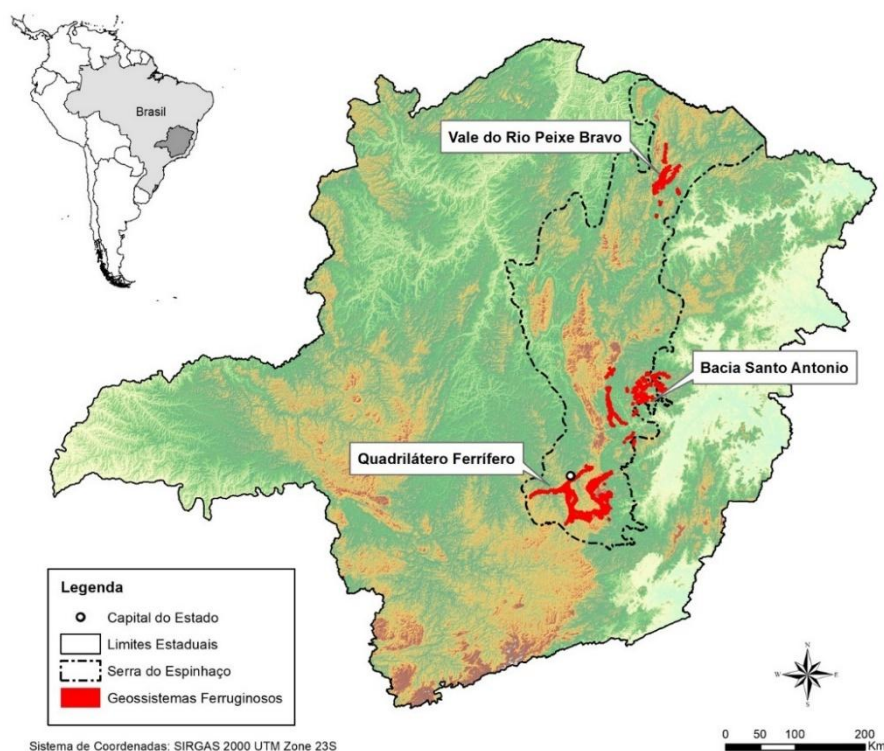 Brasil
Vale do Rio Peixe Bravo
Bacia Santo Antonio
Quadrilátero Ferrífero
Legenda
Capital do Estado
Limites Estaduais
Serra do Espinhaço
Geossistemas Ferruginosos
N
W E
S
Sistema de Coordenadas: SIRGAS 2000 UTM Zone 23S
0 50 100 200
Km